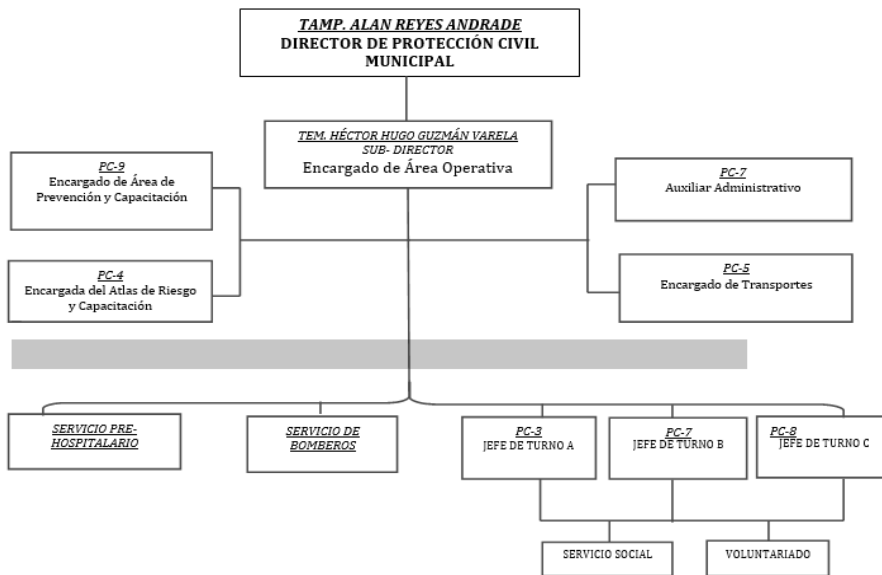 TAMP. ALAN REYES ANDRADE
DIRECTOR DE PROTECCIÓN CIVIL
MUNICIPAL
TEM. HÉCTOR HUGO GUZMÁN VARELA
SUB- DIRECTOR
Encargado de Área Operativa
PC-9
Encargado de Área de
Prevención y Capacitación
PC-7
Auxiliar Administrativo
PC-4
Encargada del Atlas de Riesgo
y Capacitación
PC-5
Encargado de Transportes
SERVICIO PRE-
HOSPITALARIO
SERVICIO DE
BOMBEROS
PC-3
JEFE DE TURNO A
PC-7
JEFE DE TURNO B
PC-8
JEFE DE TURNO C
SERVICIO SOCIAL
VOLUNTARIADO